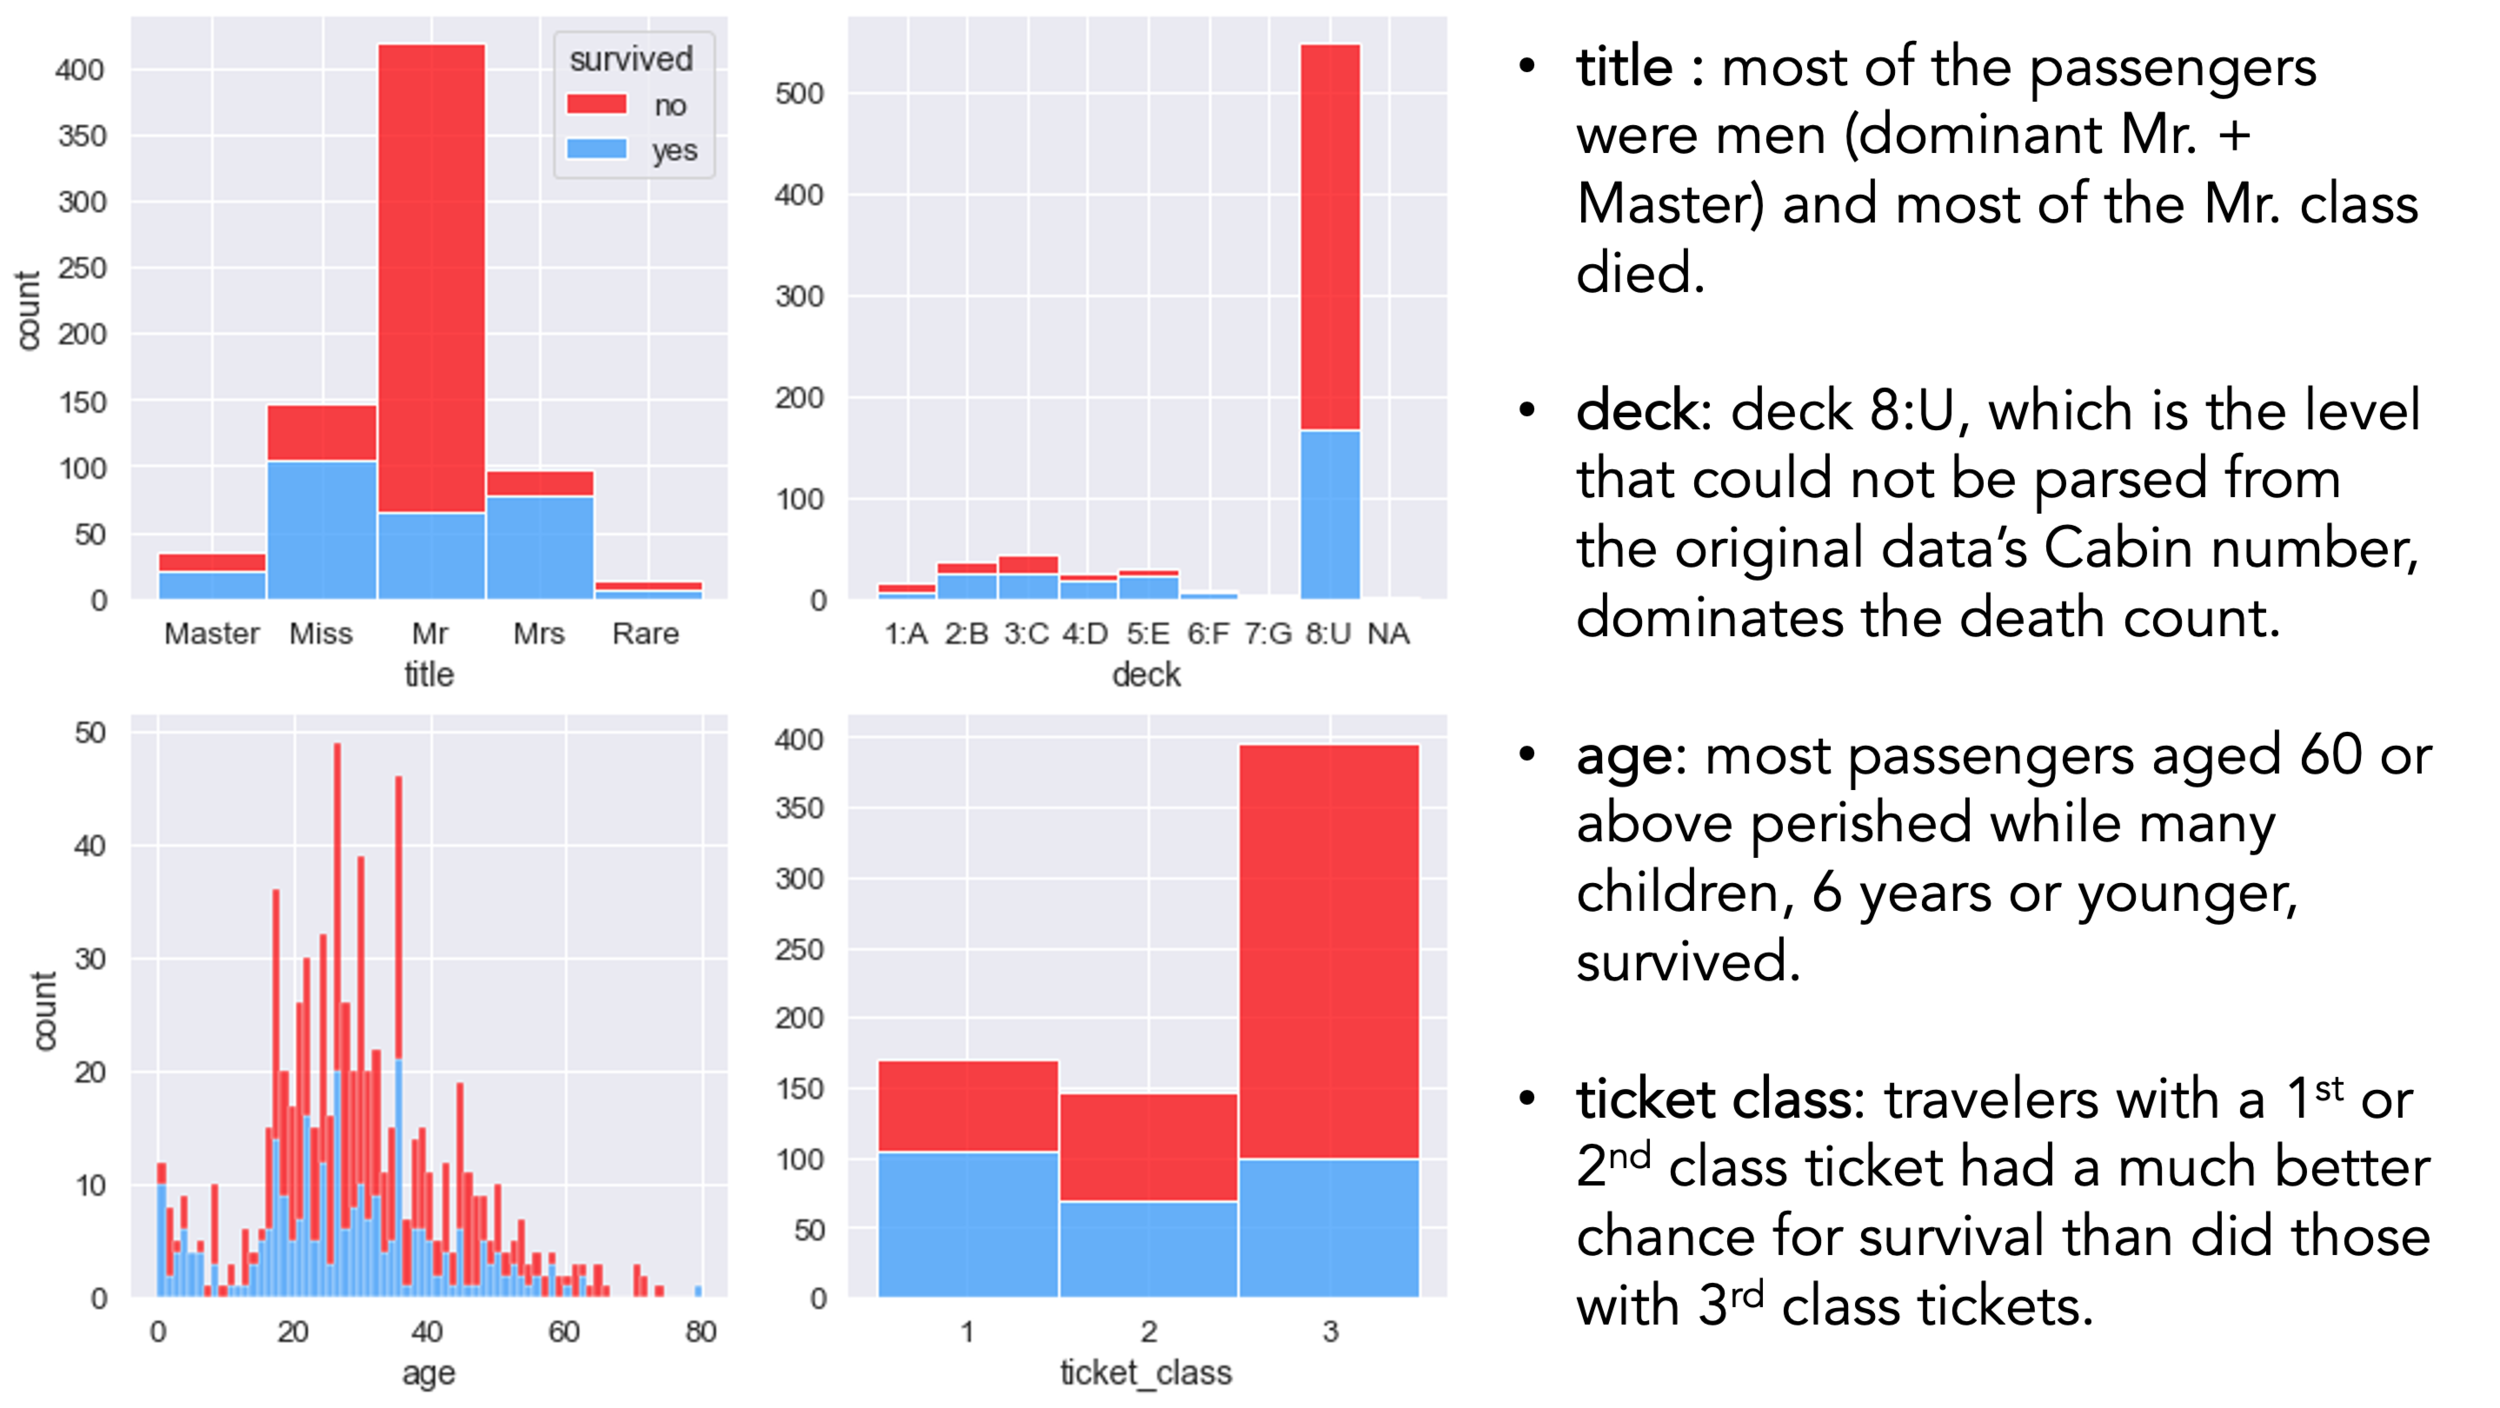 400
350
300
250
200
150
100
50
0
count
survived
no
yes
Master Miss Mr Mrs Rare
title
500
400
300
200
100
0
1:A 2:B 3:C 4:D 5:E 6:F 7:G 8:U NA
deck
50
40
30
20
10
0
count
0 20 40 60 80
age
400
350
300
250
200
150
100
50
0
1 2 3
ticket_class
• title : most of the passengers
were men (dominant Mr. +
Master) and most of the Mr. class
died.
• deck: deck 8:U, which is the level
that could not be parsed from
the original data’s Cabin number,
dominates the death count.
• age: most passengers aged 60 or
above perished while many
children, 6 years or younger,
survived.
• ticket class: travelers with a 1st or
2nd class ticket had a much better
chance for survival than did those
with 3rd class tickets.